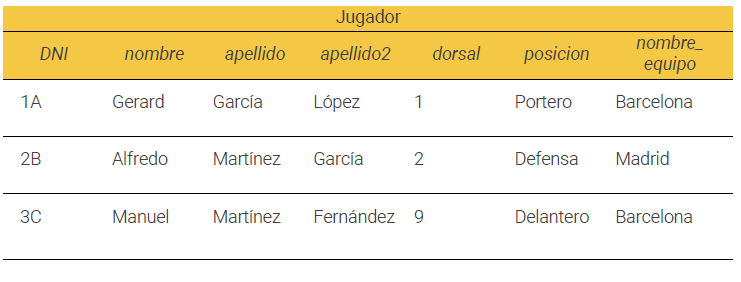 Jugador
DNI nombre apellido apellido2 dorsal posicion nombre_
equipo
1A Gerard García López 1 Portero Barcelona
2B Alfredo Martínez García 2 Defensa Madrid
3C Manuel Martínez Fernández 9 Delantero Barcelona